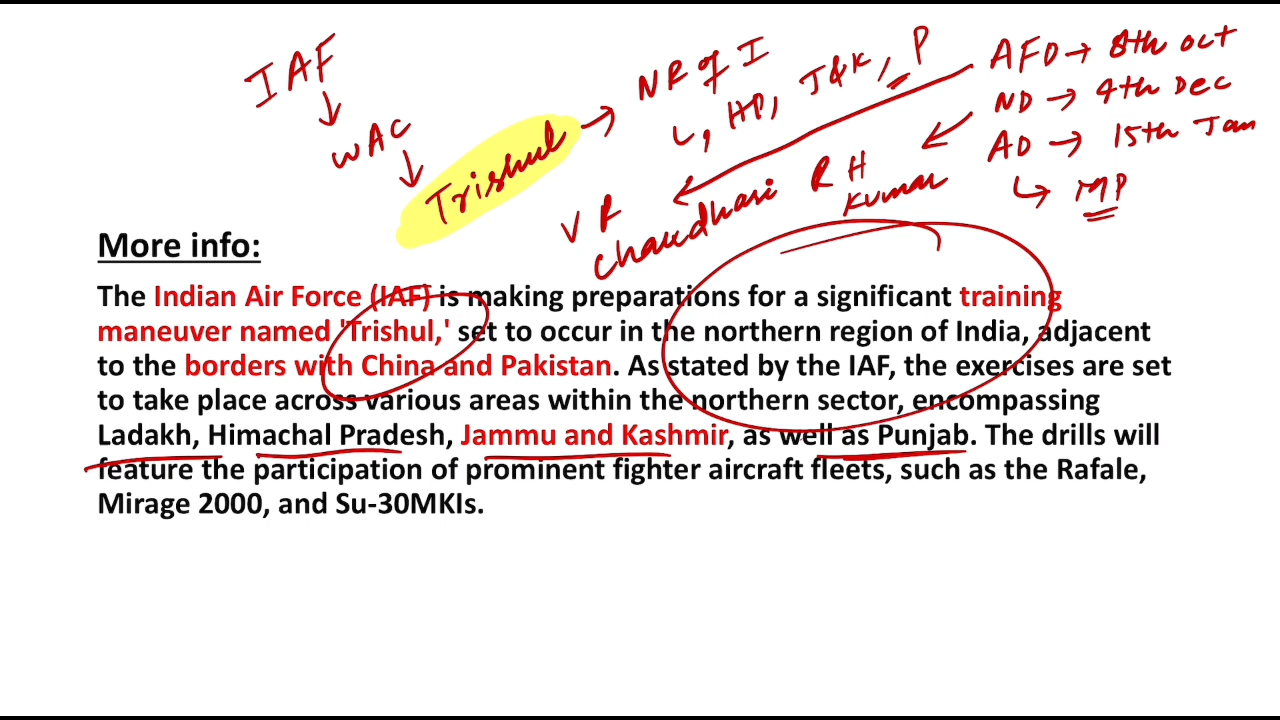 IAF
WAC
Trishul
NR of I
L, HP, J&K, P
AFD → 8th oct
ND → 4th Dec
AD → 15th Jan
MP
VR
chaudhari
RH
kumar
More info:
The Indian Air Force (IAF) is making preparations for a significant training
maneuver named 'Trishul,' set to occur in the northern region of India, adjacent
to the borders with China and Pakistan. As stated by the IAF, the exercises are set
to take place across various areas within the northern sector, encompassing
Ladakh, Himachal Pradesh, Jammu and Kashmir, as well as Punjab. The drills will
feature the participation of prominent fighter aircraft fleets, such as the Rafale,
Mirage 2000, and Su-30MKIs.